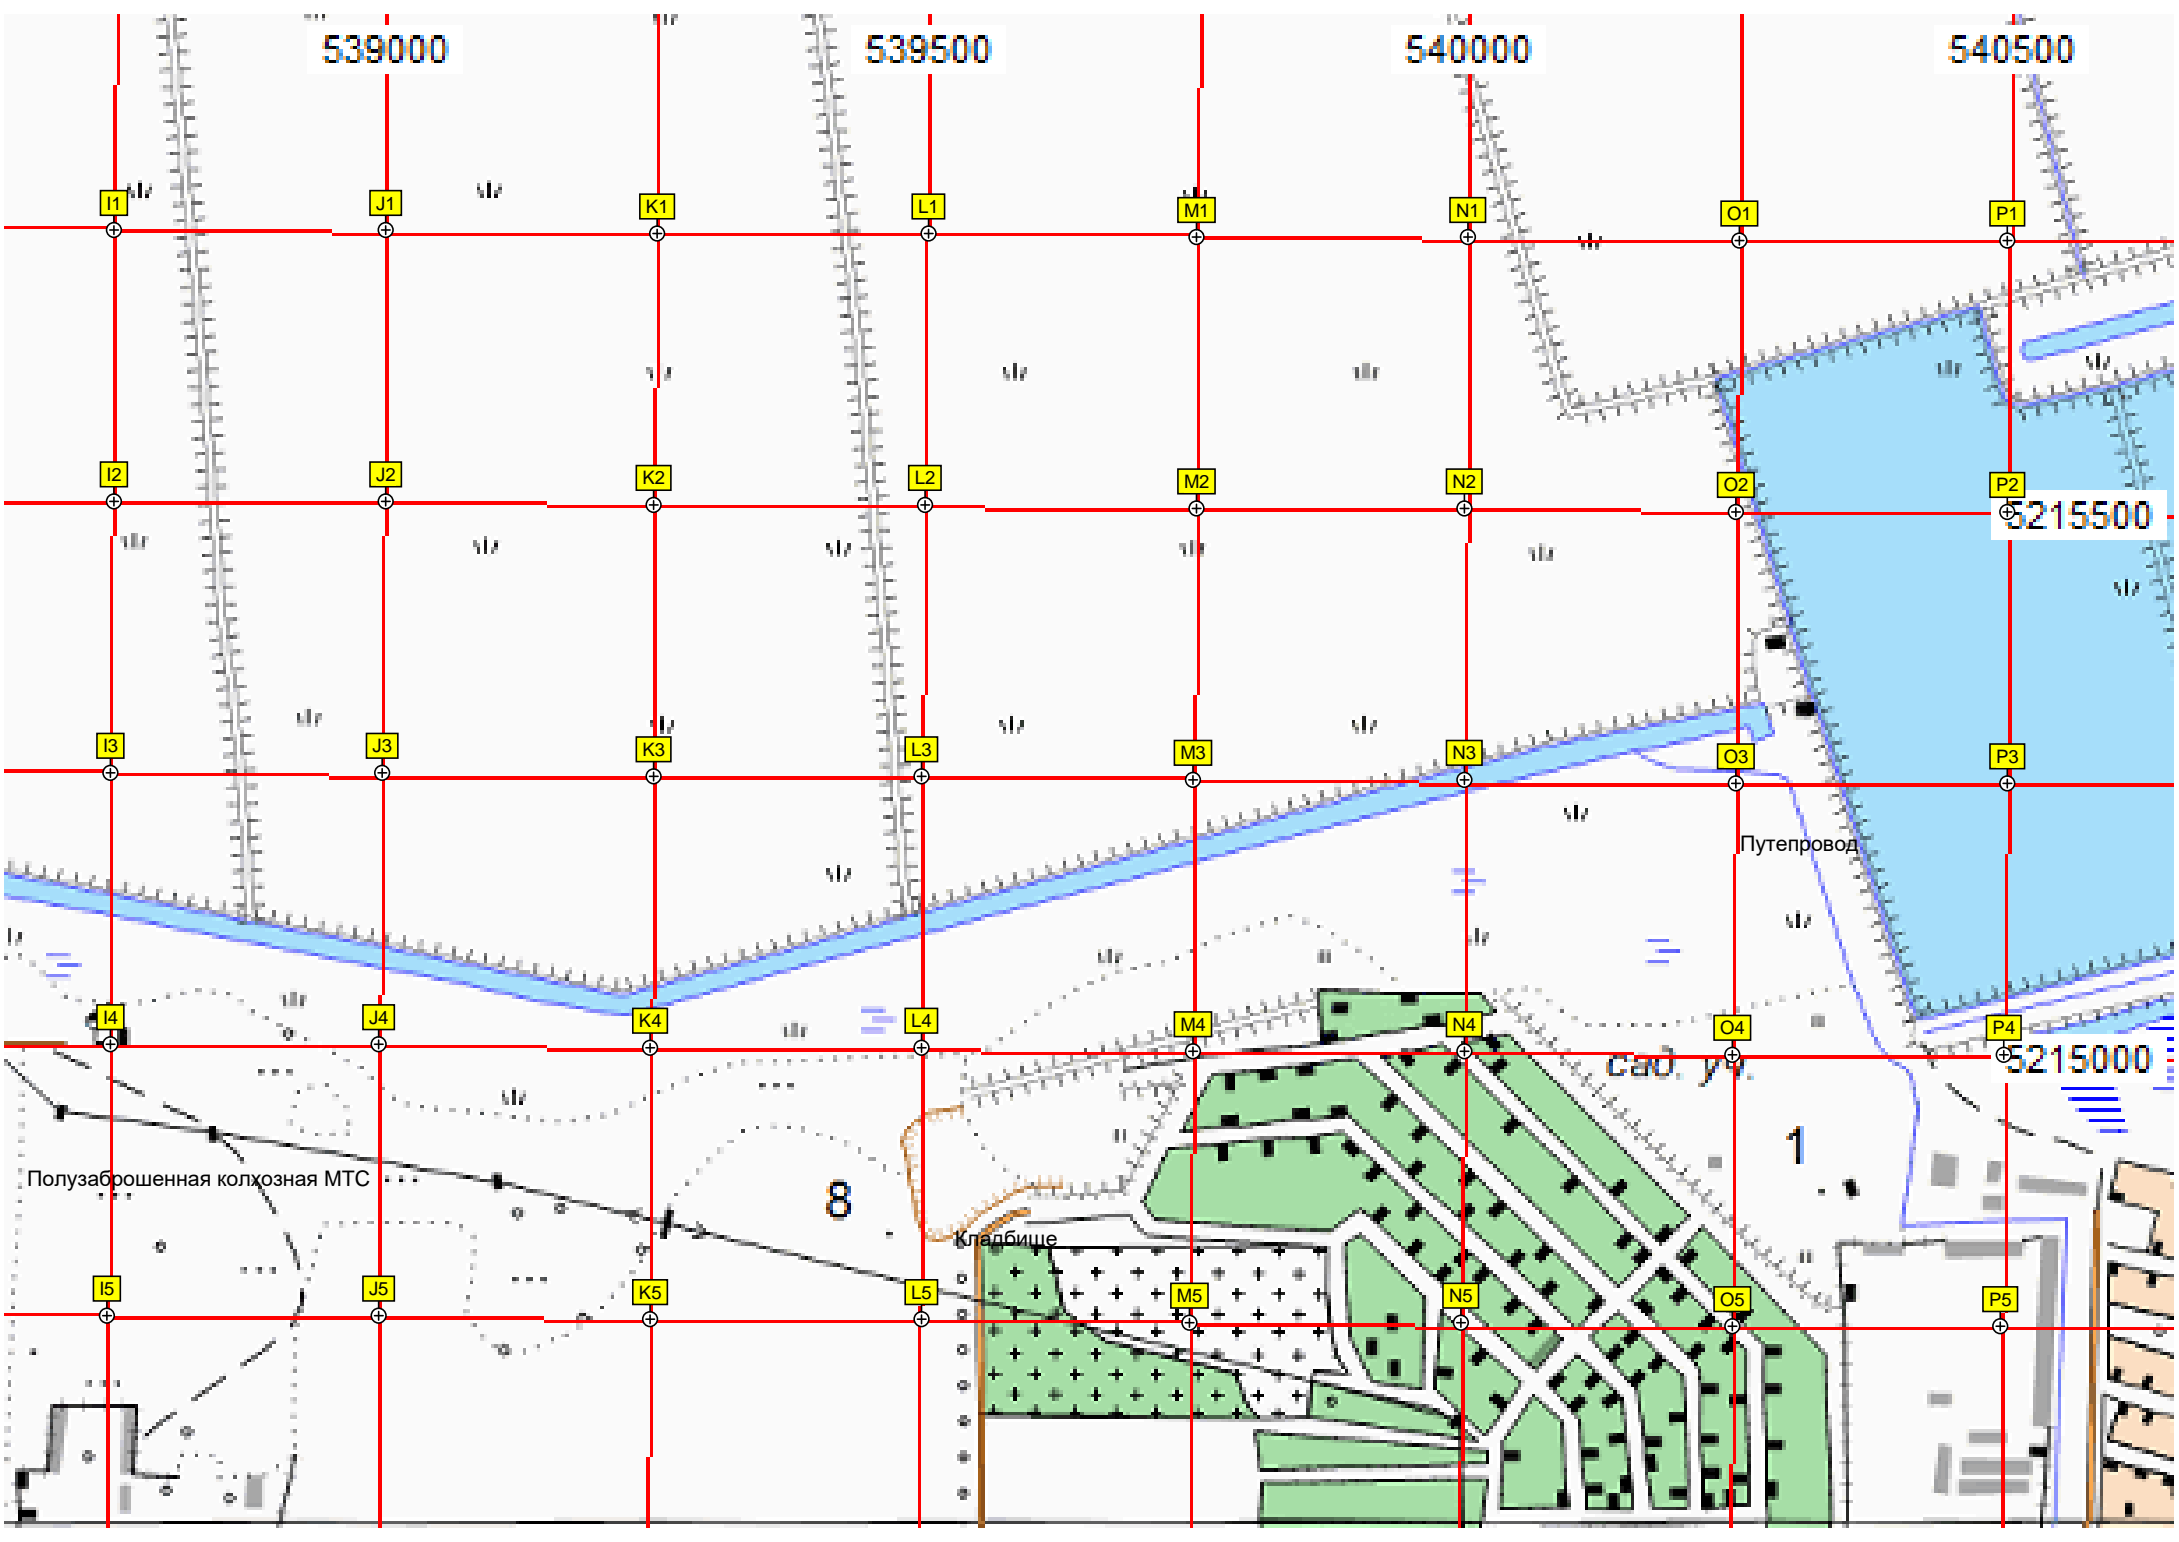 539000 539500 540000 540500
I1 J1 K1 L1 M1 N1 O1 P1
I2 J2 K2 L2 M2 N2 O2 P2
5215500
I3 J3 K3 L3 M3 N3 O3 P3
Путепровод
I4 J4 K4 L4 M4 N4 O4 P4
5215000
сад. уч.
1
Полузаброшенная колхозная МТС
8
Кладбище
I5 J5 K5 L5 M5 N5 O5 P5